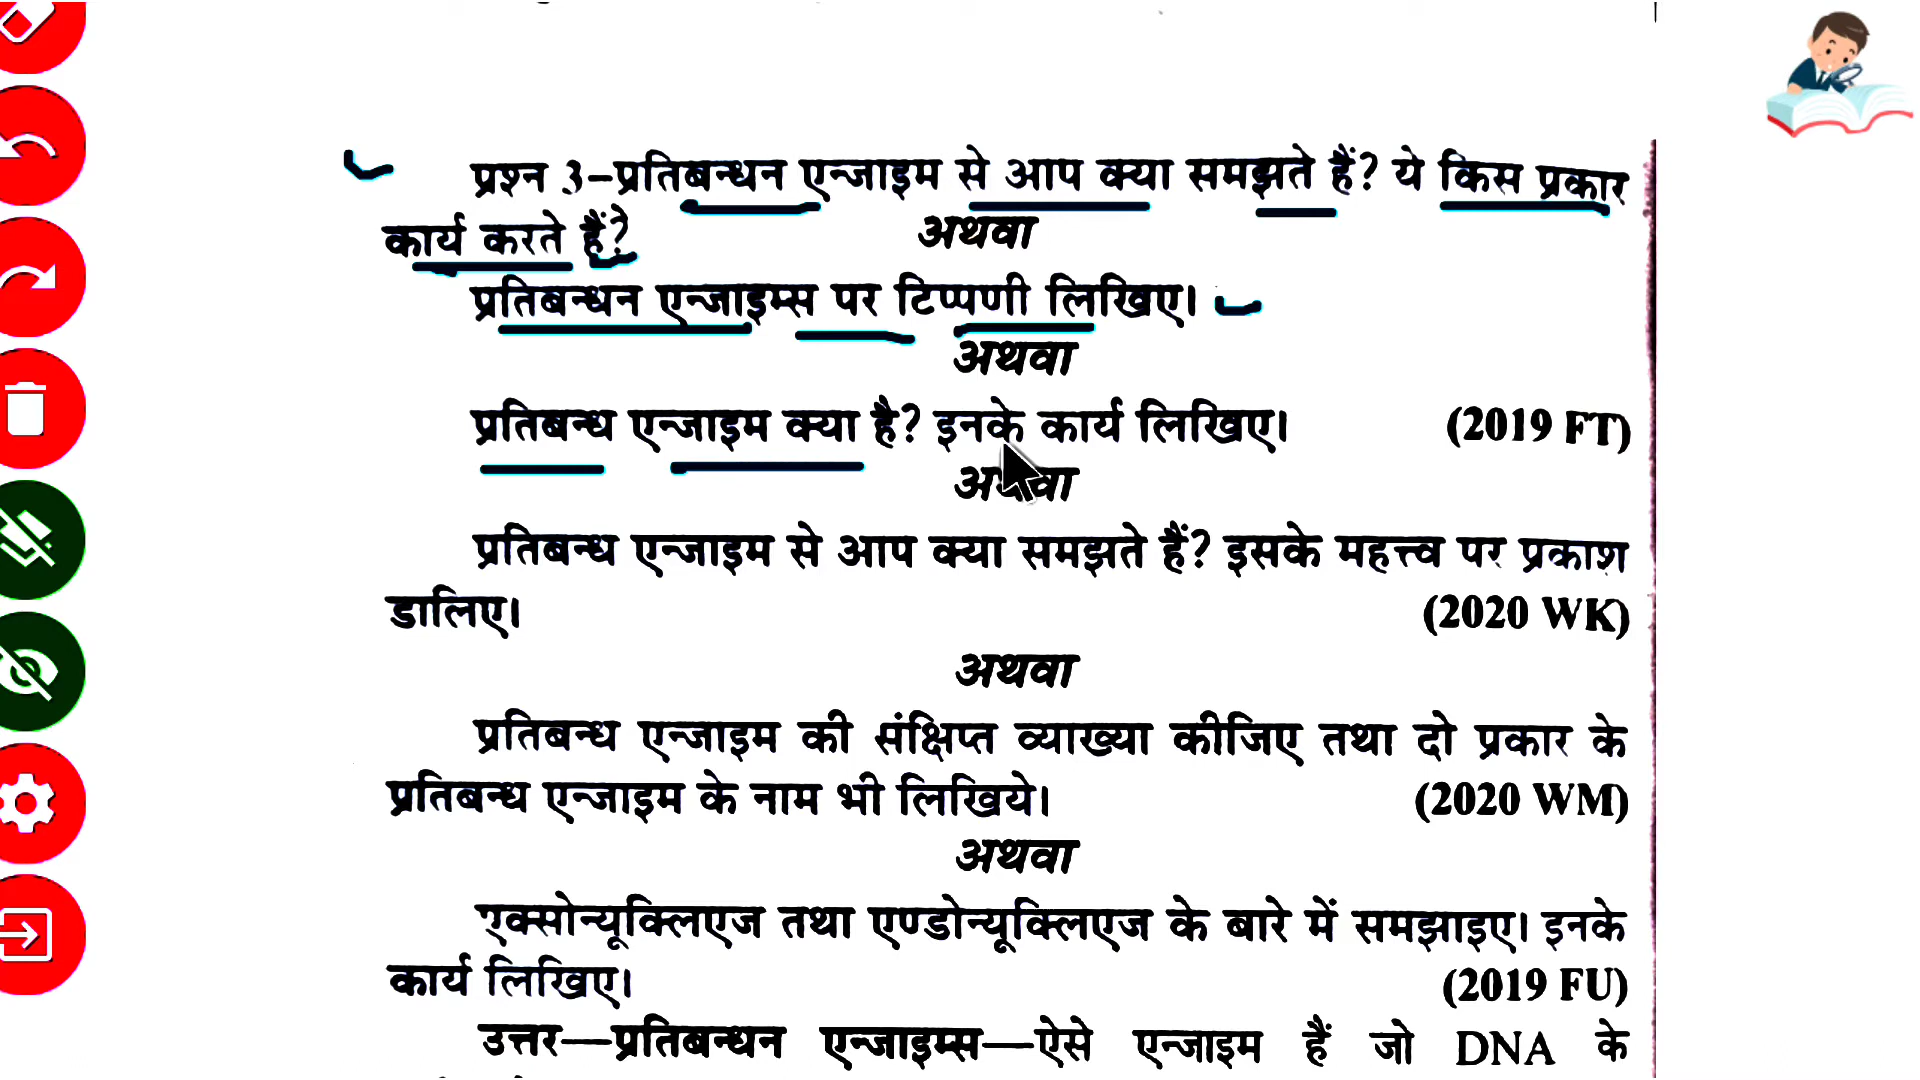 प्रश्न 3–प्रतिबन्धन एन्जाइम से आप क्या समझते हैं? ये किस प्रकार
कार्य करते हैं?
अथवा
प्रतिबन्धन एन्जाइम्स पर टिप्पणी लिखिए।
अथवा
प्रतिबन्ध एन्जाइम क्या है? इनके कार्य लिखिए। (2019 FT)
अथवा
प्रतिबन्ध एन्जाइम से आप क्या समझते हैं? इसके महत्त्व पर प्रकाश
डालिए। (2020 WK)
अथवा
प्रतिबन्ध एन्जाइम की संक्षिप्त व्याख्या कीजिए तथा दो प्रकार के
प्रतिबन्ध एन्जाइम के नाम भी लिखिये। (2020 WM)
अथवा
एक्सोन्यूक्लिएज तथा एण्डोन्यूक्लिएज के बारे में समझाइए। इनके
कार्य लिखिए। (2019 FU)
उत्तर—प्रतिबन्धन एन्जाइम्स—ऐसे एन्जाइम हैं जो DNA के